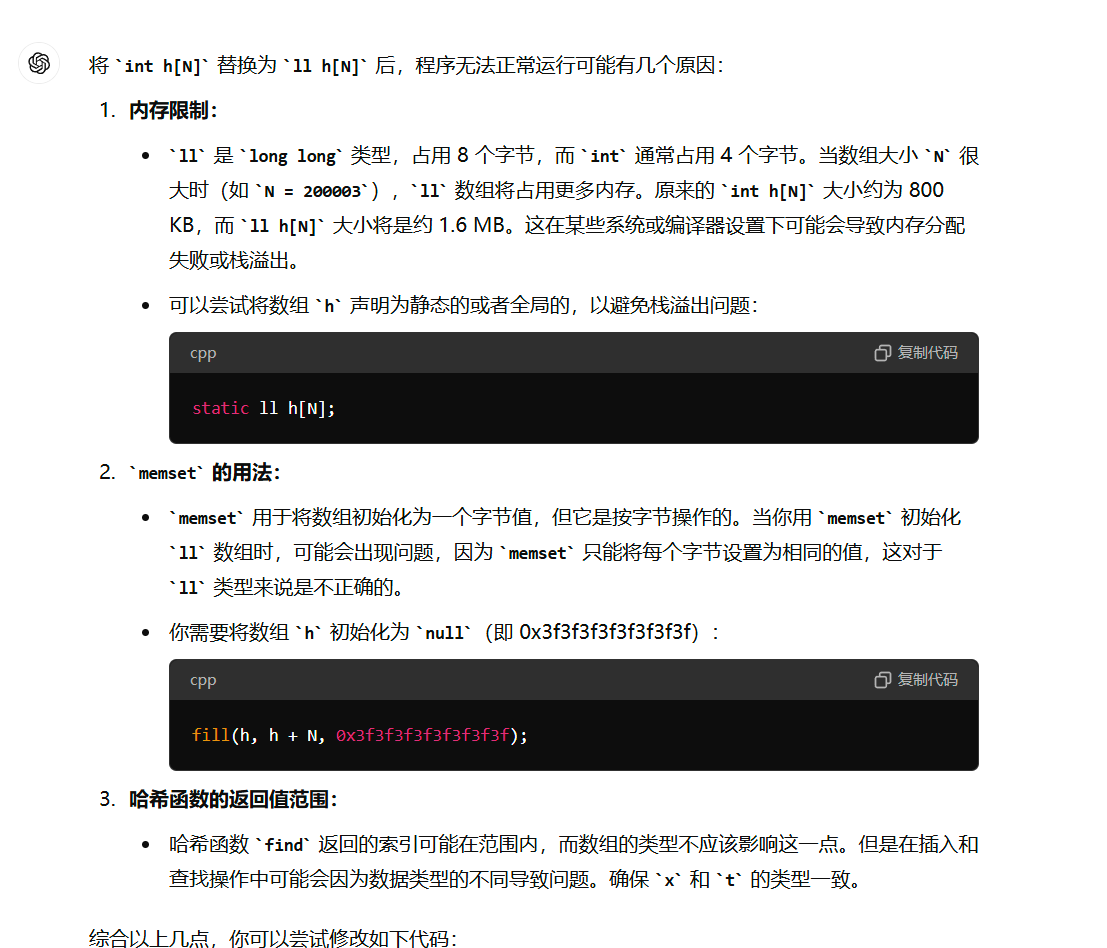 将 `int h[N]` 替换为 `ll h[N]` 后，程序无法正常运行可能有几个原因：
1. 内存限制：
• `ll` 是 `long long` 类型，占用 8 个字节，而 `int` 通常占用 4 个字节。当数组大小 `N` 很
大时（如 `N = 200003`），`ll` 数组将占用更多内存。原来的 `int h[N]` 大小约为 800
KB，而 `ll h[N]` 大小将是约 1.6 MB。这在某些系统或编译器设置下可能会导致内存分配
失败或栈溢出。
• 可以尝试将数组 `h` 声明为静态的或者全局的，以避免栈溢出问题：
cpp 复制代码
static ll h[N];
2. `memset` 的用法：
• `memset` 用于将数组初始化为一个字节值，但它是按字节操作的。当你用 `memset` 初始化
`ll` 数组时，可能会出现问题，因为 `memset` 只能将每个字节设置为相同的值，这对于
`ll` 类型来说是不正确的。
• 你需要将数组 `h` 初始化为 `null`（即 0x3f3f3f3f3f3f3f3f）：
cpp 复制代码
fill(h, h + N, 0x3f3f3f3f3f3f3f3f);
3. 哈希函数的返回值范围：
• 哈希函数 `find` 返回的索引可能在范围内，而数组的类型不应该影响这一点。但是在插入和
查找操作中可能会因为数据类型的不同导致问题。确保 `x` 和 `t` 的类型一致。
综合以上几点，你可以尝试修改如下代码：